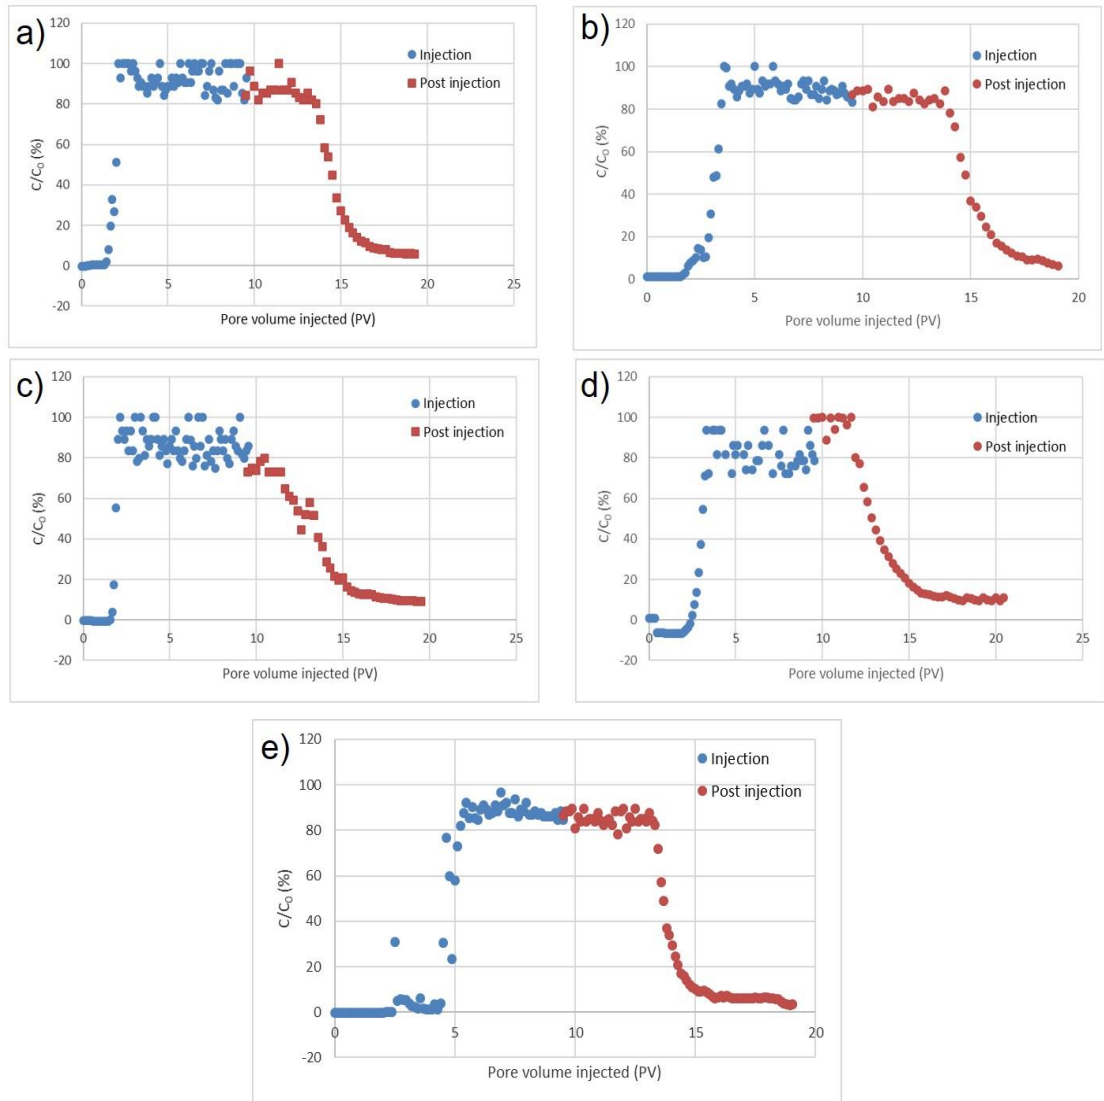 a)
120
100
80
60
40
20
0
-20
C/C₀ (%)
Injection
Post injection
0 5 10 15 20 25
Pore volume injected (PV)
b)
120
100
80
60
40
20
0
C/C₀ (%)
Injection
Post injection
0 5 10 15 20
Pore volume injected (PV)
c)
120
100
80
60
40
20
0
-20
C/C₀ (%)
Injection
Post injection
0 5 10 15 20 25
Pore volume injected (PV)
d)
120
100
80
60
40
20
0
-20
C/C₀ (%)
Injection
Post injection
0 5 10 15 20 25
Pore volume injected (PV)
e)
120
100
80
60
40
20
0
-20
C/C₀ (%)
Injection
Post injection
0 5 10 15 20
Pore volume injected (PV)